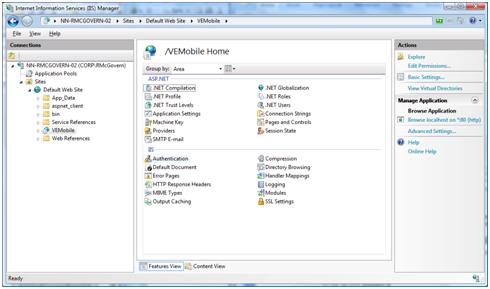 Internet Information Services (IIS) Manager
NN-RMCGOVERN-02 Sites Default Web Site VEMobile
File View Help
Connections
NN-RMCGOVERN-02 (CORP\RMcGovern)
Application Pools
Sites
Default Web Site
App_Data
aspnet_client
bin
Service References
VEMobile
Web References
/VEMobile Home
Group by: Area
ASP.NET
.NET Compilation .NET Globalization
.NET Profile .NET Roles
.NET Trust Levels .NET Users
Application Settings Connection Strings
Machine Key Pages and Controls
Providers Session State
SMTP E-mail
IIS
Authentication Compression
Default Document Directory Browsing
Error Pages Handler Mappings
HTTP Response Headers Logging
MIME Types Modules
Output Caching SSL Settings
Features View Content View
Actions
Explore
Edit Permissions...
Basic Settings...
View Virtual Directories
Manage Application
Browse Application
Browse localhost on *:80 (http)
Advanced Settings...
Help
Online Help
Ready